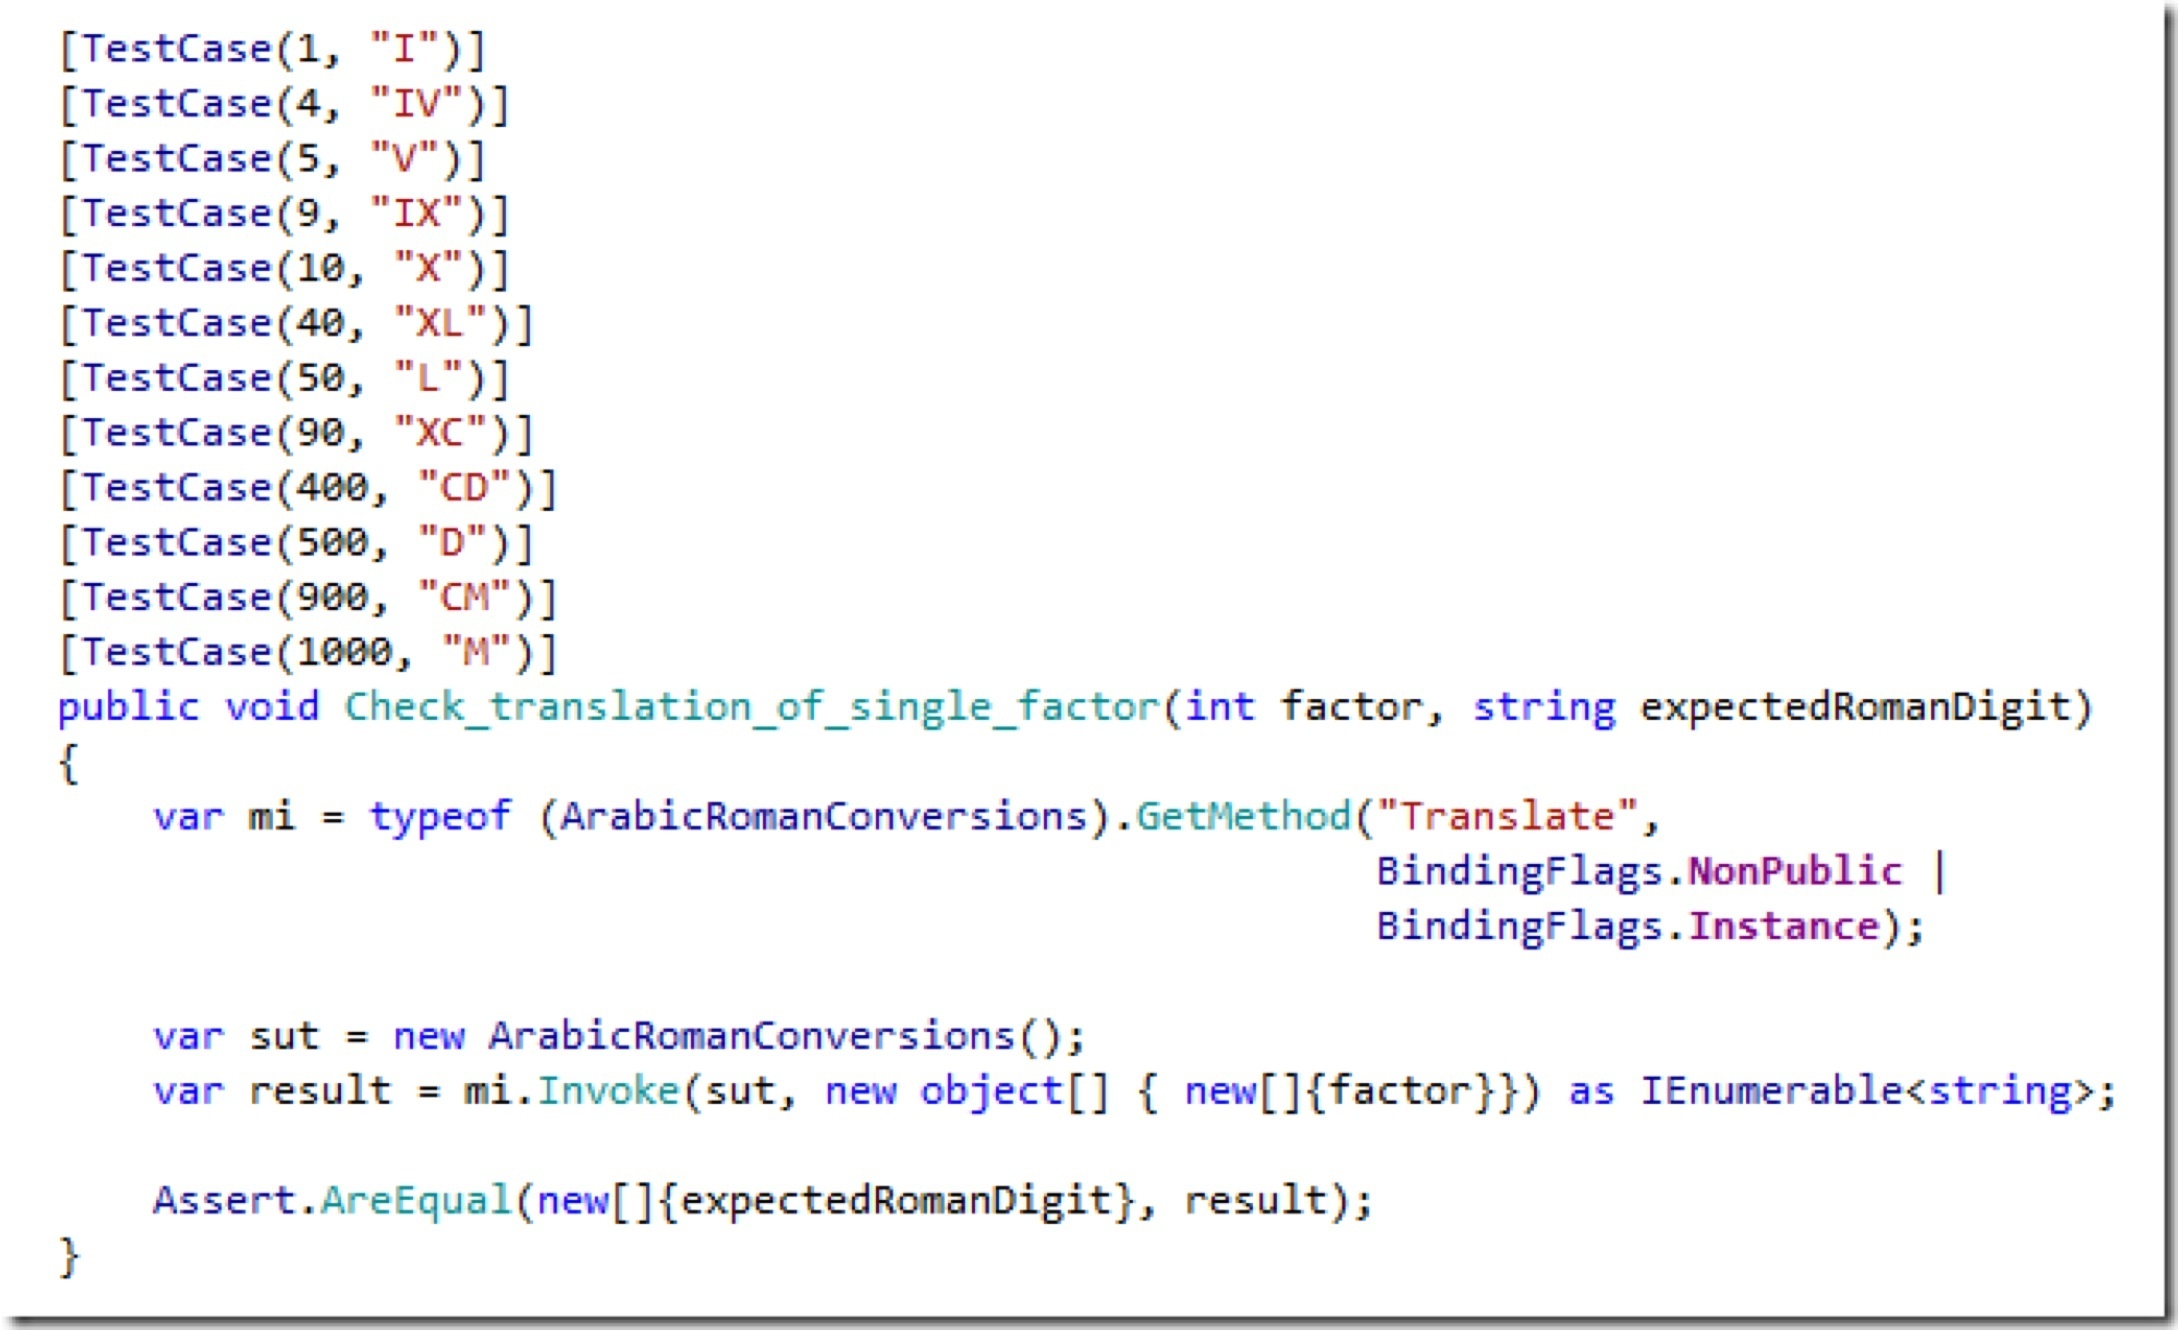 [TestCase(1, "I")]
[TestCase(4, "IV")]
[TestCase(5, "V")]
[TestCase(9, "IX")]
[TestCase(10, "X")]
[TestCase(40, "XL")]
[TestCase(50, "L")]
[TestCase(90, "XC")]
[TestCase(400, "CD")]
[TestCase(500, "D")]
[TestCase(900, "CM")]
[TestCase(1000, "M")]
public void Check_translation_of_single_factor(int factor, string expectedRomanDigit)
{
    var mi = typeof (ArabicRomanConversions).GetMethod("Translate",
                                                       BindingFlags.NonPublic |
                                                       BindingFlags.Instance);
    var sut = new ArabicRomanConversions();
    var result = mi.Invoke(sut, new object[] { new[]{factor}}) as IEnumerable<string>;
    Assert.AreEqual(new[]{expectedRomanDigit}, result);
}